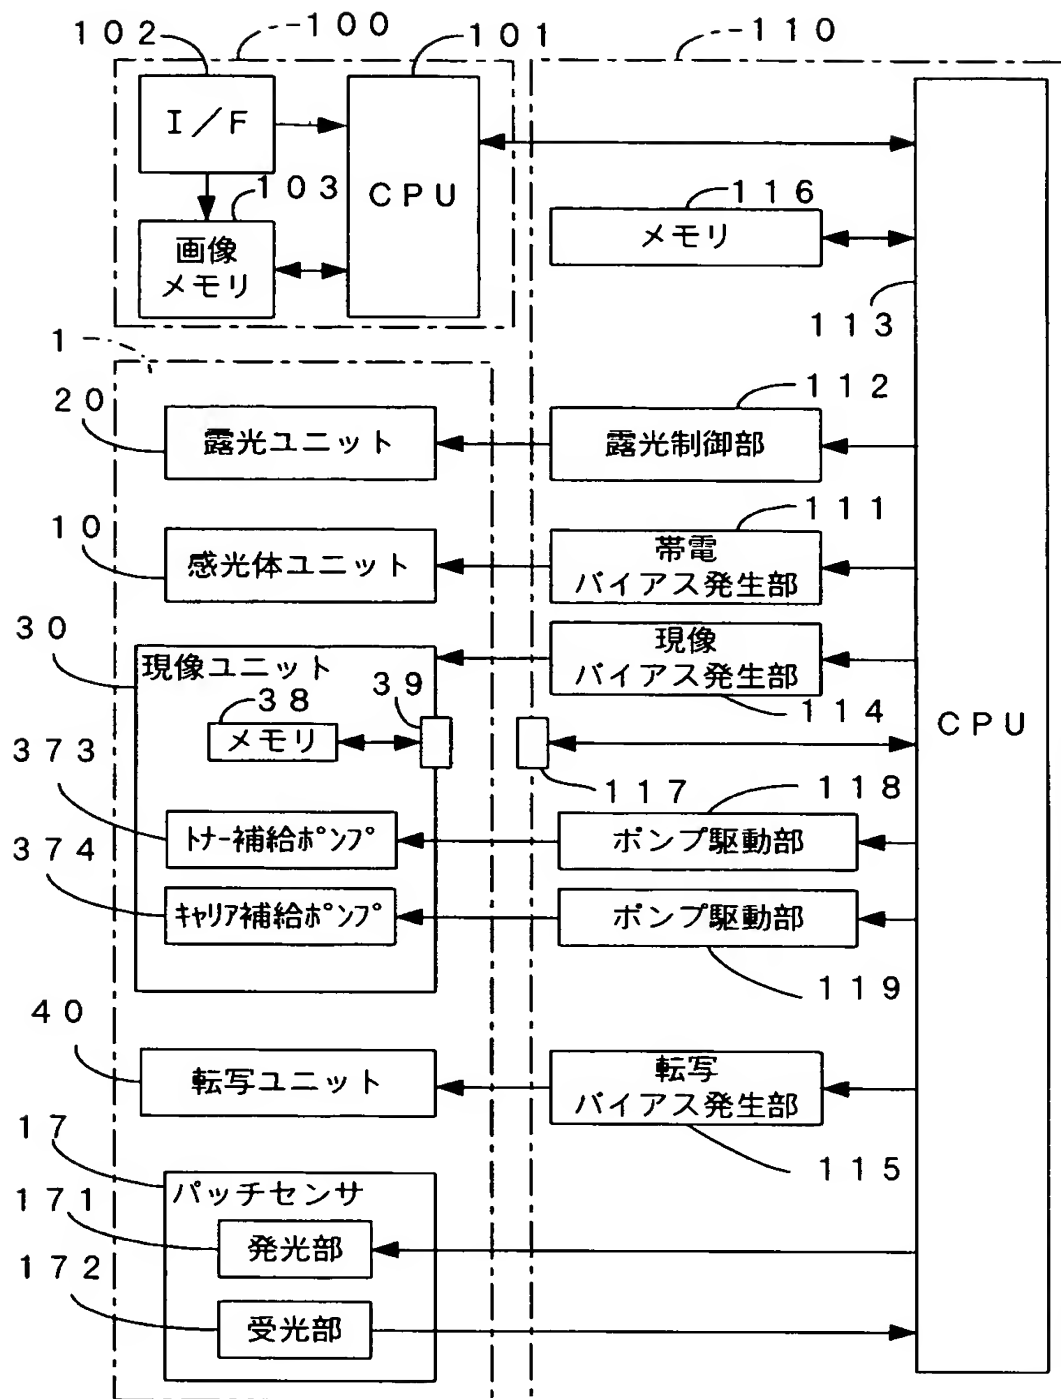 102
100
101
110
I／F
CPU
103
画像
メモリ
116
メモリ
113
1
20
露光ユニット
112
露光制御部
10
感光体ユニット
111
帯電
バイアス発生部
30
現像ユニット
38
メモリ
39
現像
バイアス発生部
114
CPU
117
373
トナー補給ポンプ
118
ポンプ駆動部
374
キャリア補給ポンプ
ポンプ駆動部
119
40
転写ユニット
転写
バイアス発生部
115
17
パッチセンサ
171
発光部
172
受光部